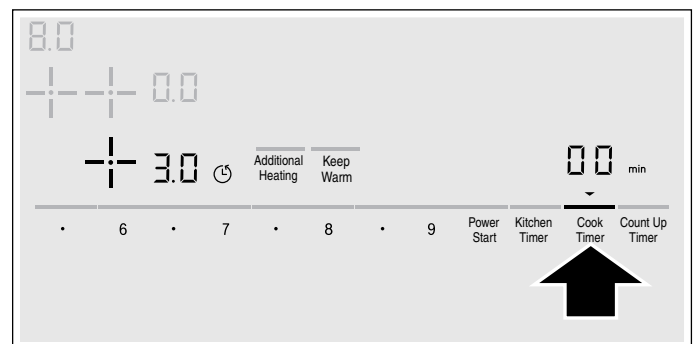 8.0
0.0
3.0 Additional Heating Keep Warm 00 min
· 6 · 7 · 8 · 9 Power Start Kitchen Timer Cook Timer Count Up Timer